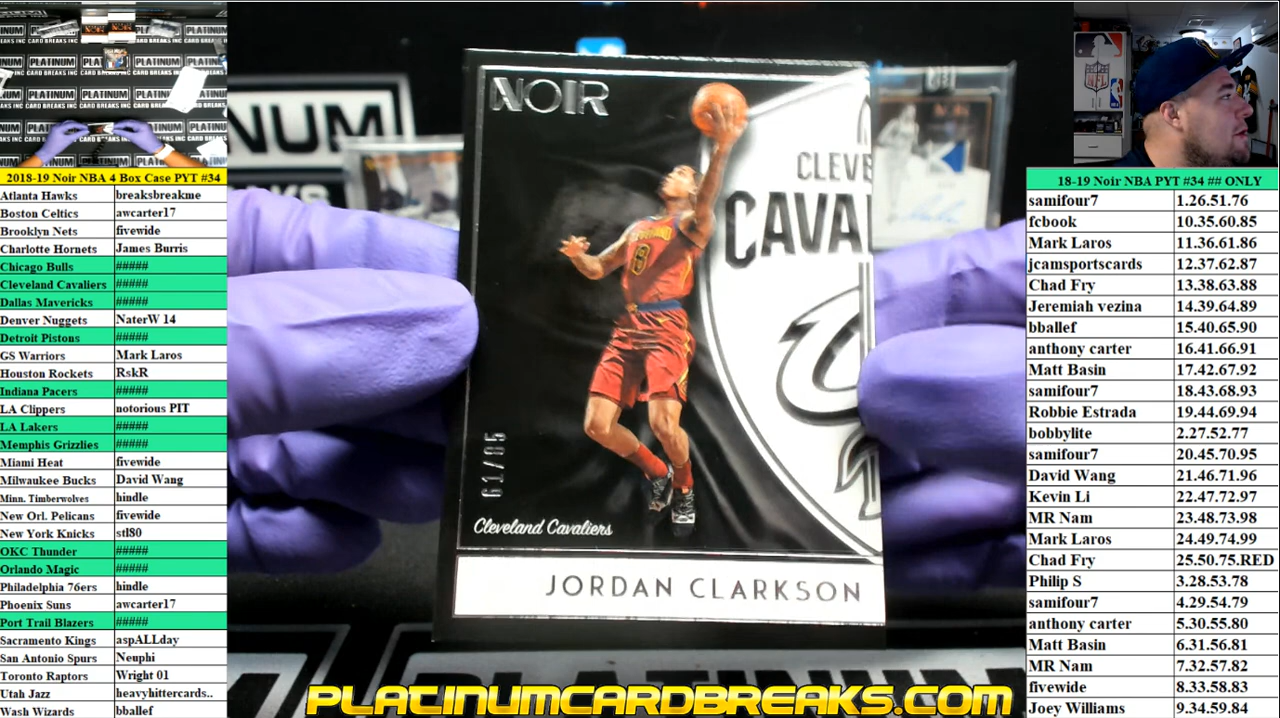 2018-19 Noir NBA 4 Box Case PYT #34
Atlanta Hawks breaksbreakme
Boston Celtics awcarter17
Brooklyn Nets fivewide
Charlotte Hornets James Burris
Chicago Bulls #####
Cleveland Cavaliers #####
Dallas Mavericks #####
Denver Nuggets NaterW 14
Detroit Pistons #####
GS Warriors Mark Laros
Houston Rockets RskR
Indiana Pacers #####
LA Clippers notorious PIT
LA Lakers #####
Memphis Grizzlies #####
Miami Heat fivewide
Milwaukee Bucks David Wang
Minn. Timberwolves hindle
New Orl. Pelicans fivewide
New York Knicks stl80
OKC Thunder #####
Orlando Magic #####
Philadelphia 76ers hindle
Phoenix Suns awcarter17
Port Trail Blazers #####
Sacramento Kings aspALLday
San Antonio Spurs Neuphi
Toronto Raptors Wright 01
Utah Jazz heavyhittercards..
Wash Wizards bballef
NOIR
CLEVE
CAVA
CLEVELAND
8
61/85
Cleveland Cavaliers
JORDAN CLARKSON
NUM
PLATINUMCARDBREAKS.COM
18-19 Noir NBA PYT #34 ## ONLY
samifour7 1.26.51.76
fcbook 10.35.60.85
Mark Laros 11.36.61.86
jcamsportscards 12.37.62.87
Chad Fry 13.38.63.88
Jeremiah vezina 14.39.64.89
bballef 15.40.65.90
anthony carter 16.41.66.91
Matt Basin 17.42.67.92
samifour7 18.43.68.93
Robbie Estrada 19.44.69.94
bobbylite 2.27.52.77
samifour7 20.45.70.95
David Wang 21.46.71.96
Kevin Li 22.47.72.97
MR Nam 23.48.73.98
Mark Laros 24.49.74.99
Chad Fry 25.50.75.RED
Philip S 3.28.53.78
samifour7 4.29.54.79
anthony carter 5.30.55.80
Matt Basin 6.31.56.81
MR Nam 7.32.57.82
fivewide 8.33.58.83
Joey Williams 9.34.59.84